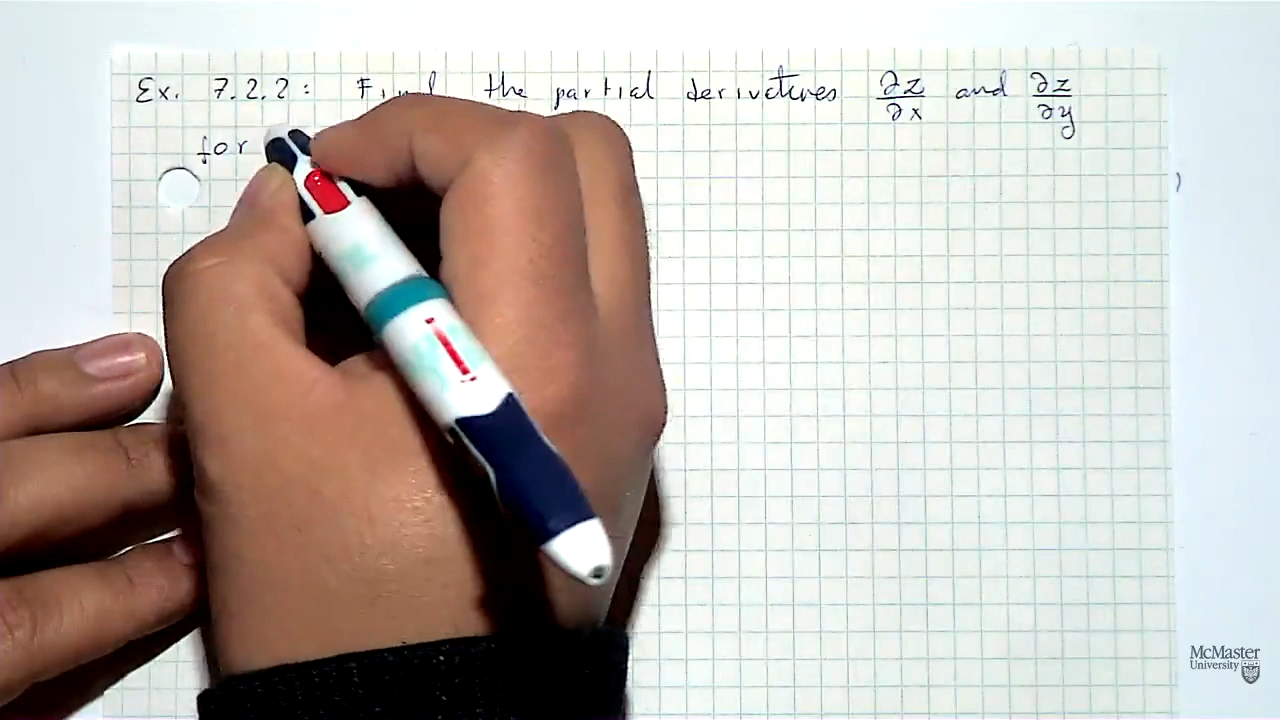 Ex. 7.2.2: Find the partial derivatives ∂z/∂x and ∂z/∂y
for
McMaster
University